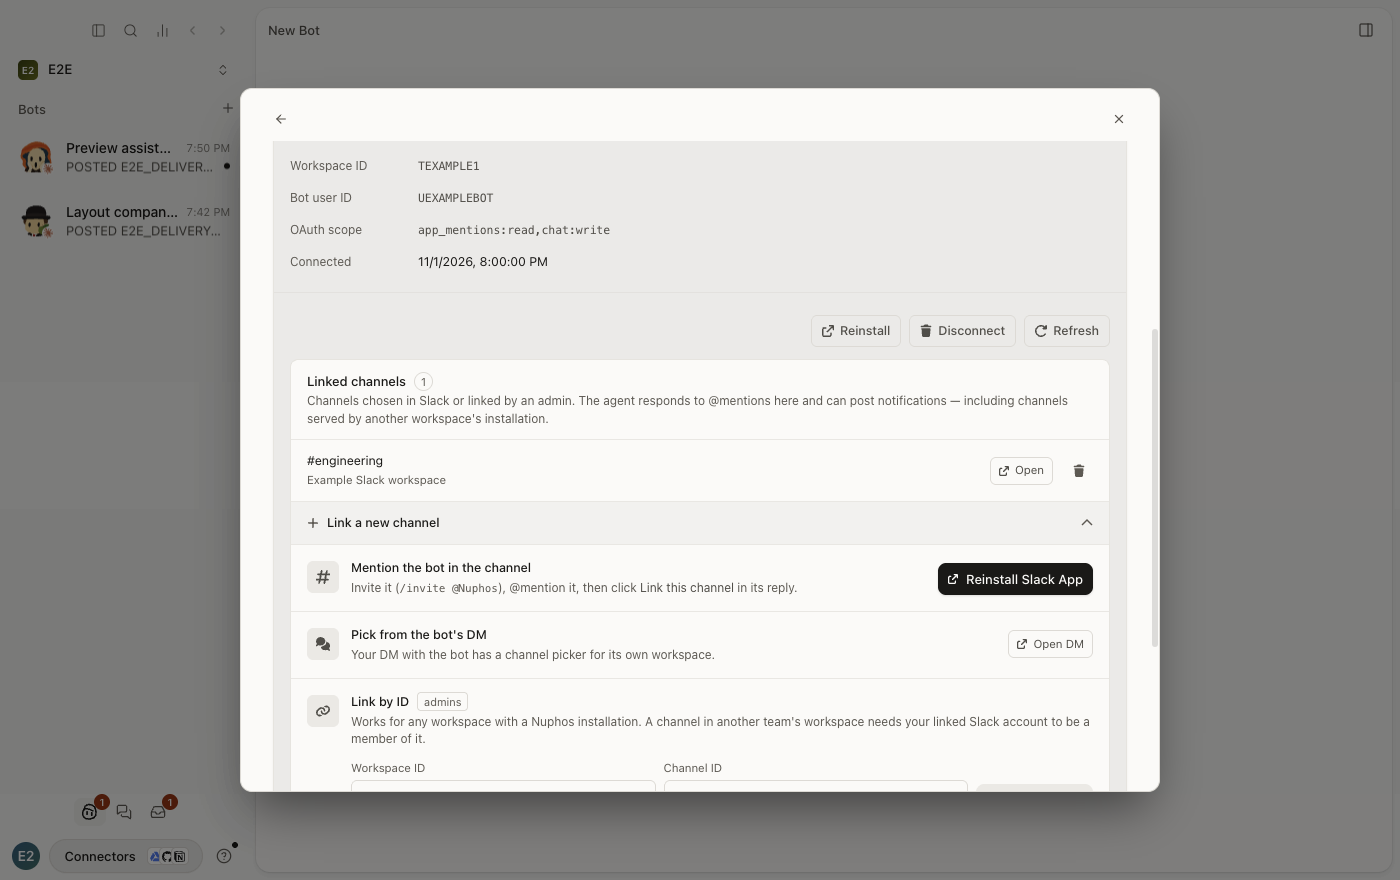 New Bot
E2 E2E
Bots
Preview assist... 7:50 PM
POSTED E2E_DELIVER...
Layout compan... 7:42 PM
POSTED E2E_DELIVERY...
Workspace ID TEXAMPLE1
Bot user ID UEXAMPLEBOT
OAuth scope app_mentions:read,chat:write
Connected 11/1/2026, 8:00:00 PM
Reinstall Disconnect Refresh
Linked channels 1
Channels chosen in Slack or linked by an admin. The agent responds to @mentions here and can post notifications — including channels
served by another workspace's installation.
#engineering
Example Slack workspace
Open
Link a new channel
Mention the bot in the channel
Invite it (/invite @Nuphos), @mention it, then click Link this channel in its reply.
Reinstall Slack App
Pick from the bot's DM
Your DM with the bot has a channel picker for its own workspace.
Open DM
Link by ID admins
Works for any workspace with a Nuphos installation. A channel in another team's workspace needs your linked Slack account to be a
member of it.
Workspace ID Channel ID
1 1
E2 Connectors